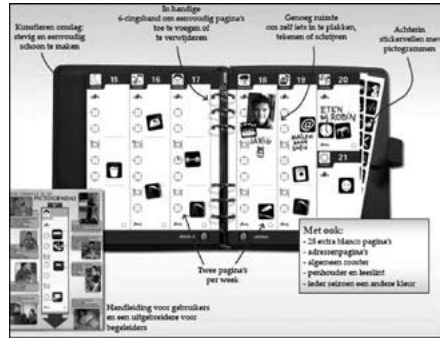 Kunstleren omslag:
stevig en eenvoudig
schoon te maken
In handige
6-ringsband om eenvoudig pagina's
toe te voegen of
te verwijderen
Genoeg ruimte
om zelf iets in te plakken,
tekenen of schrijven
Achterin
stickervellen met
pictogrammen
15
16
17
18
19
20
ETEN
ROBIN
21
Twee pagina's
per week
Met ook:
- 28 extra blanco pagina's
- adressenpagina's
- algemeen rooster
- penhouder en leeslint
- ieder seizoen een andere kleur
PICTOGENDA
Handleiding voor gebruikers
en een uitgebreidere voor
begeleiders